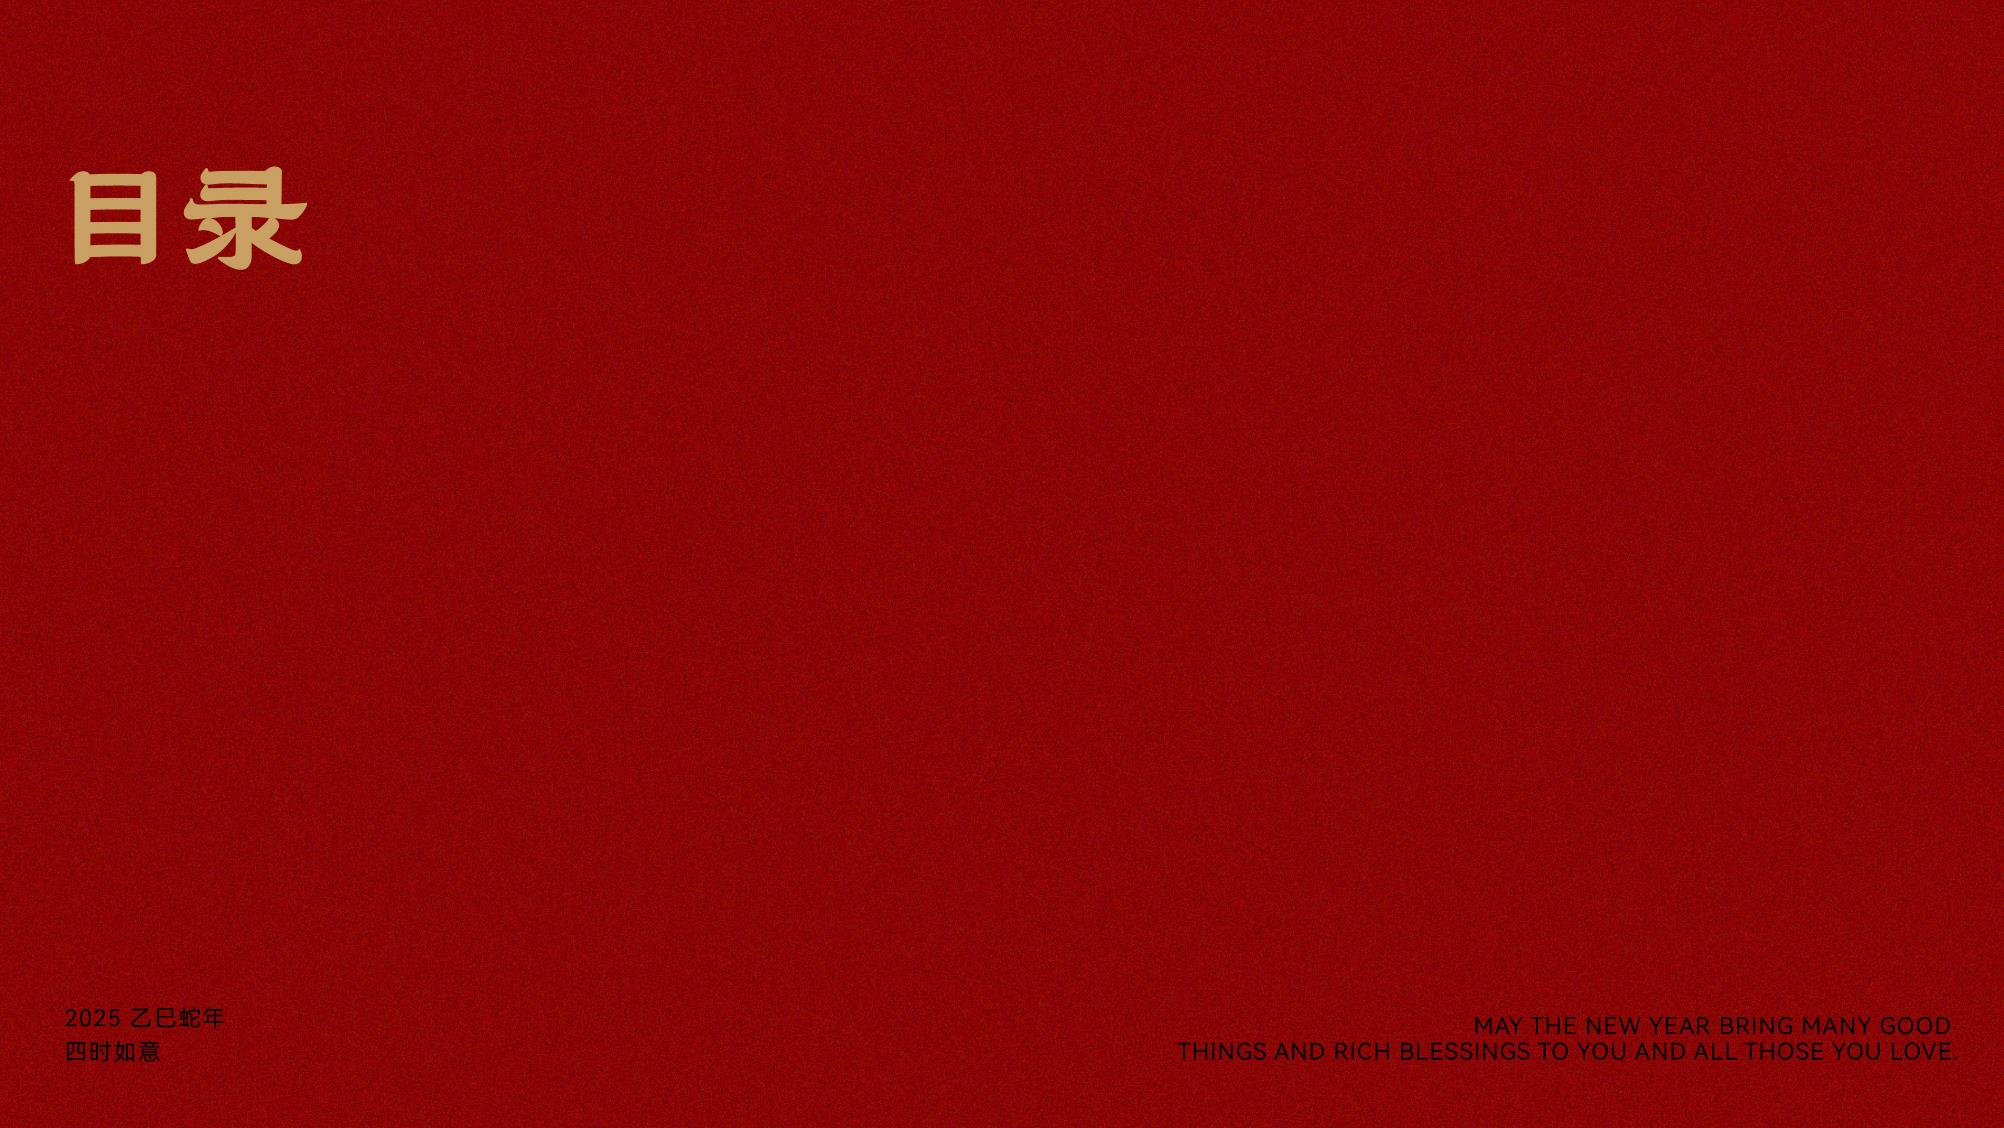 目录
2025 乙巳蛇年
四时如意
MAY THE NEW YEAR BRING MANY GOOD
THINGS AND RICH BLESSINGS TO YOU AND ALL THOSE YOU LOVE.